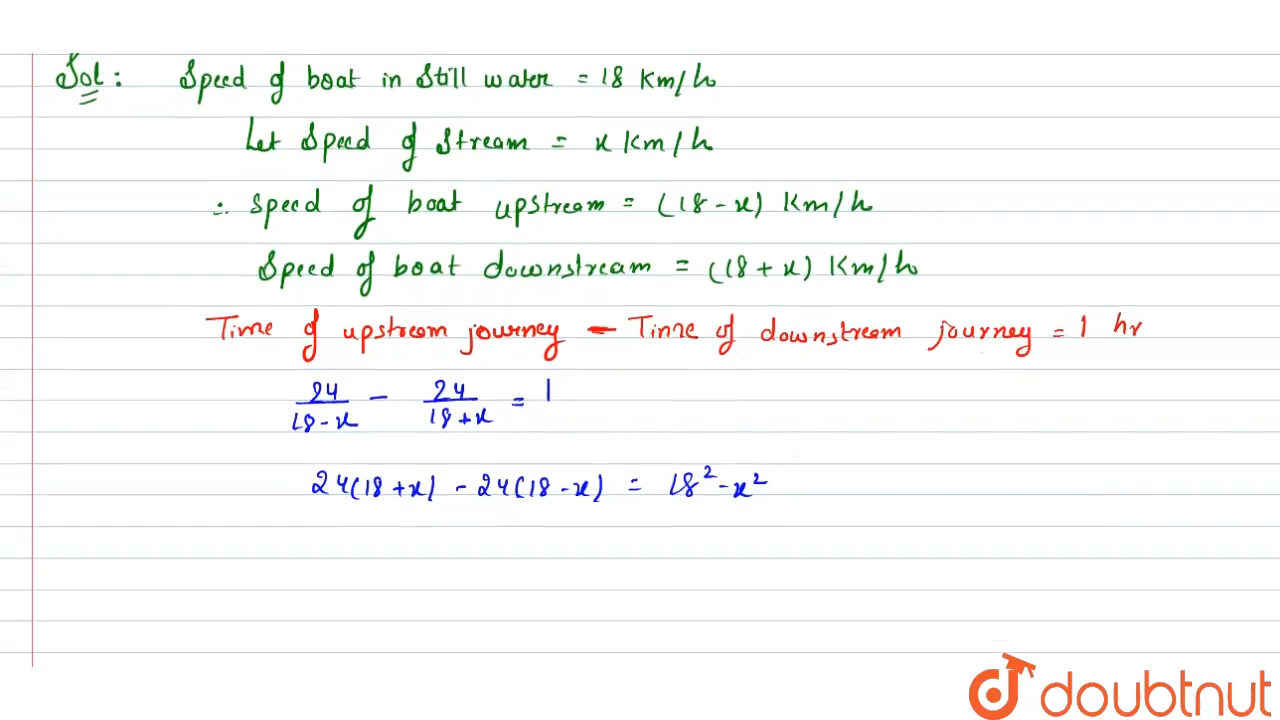 Sol: Speed of boat in still water = 18 Km/h
Let Speed of Stream = x Km/h
∴ speed of boat upstream = (18-x) Km/h
Speed of boat downstream = (18+x) Km/h
Time of upstream journey - Time of downstream journey = 1 hr
24/(18-x) - 24/(18+x) = 1
24(18+x) - 24(18-x) = 18² - x²
doubtnut